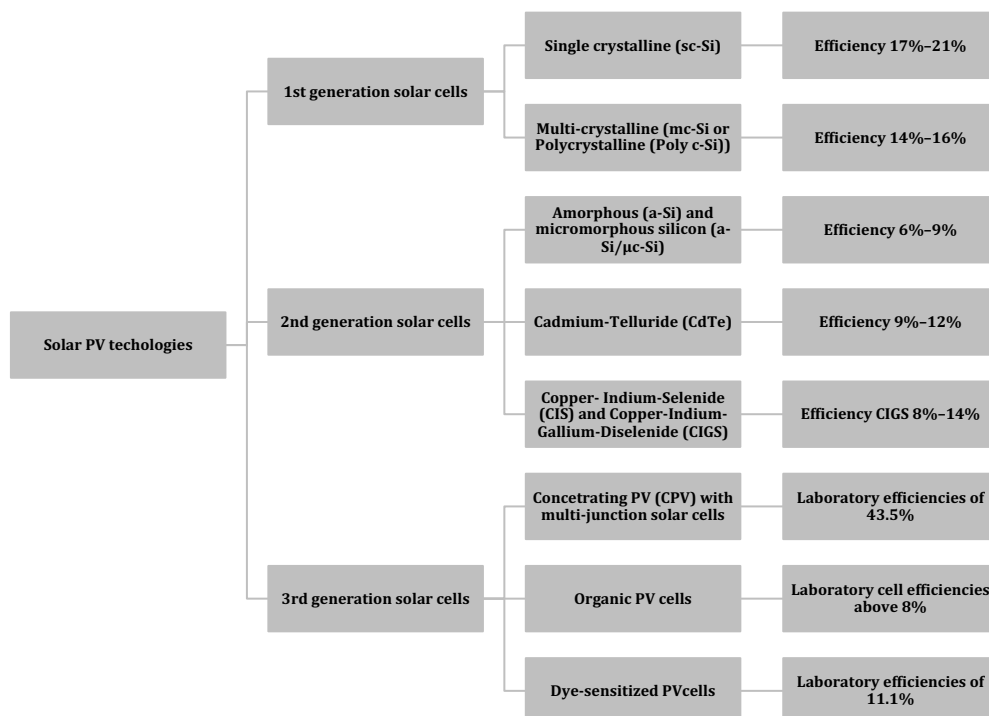 Solar PV techologies
1st generation solar cells
Single crystalline (sc-Si)
Efficiency 17%–21%
Multi-crystalline (mc-Si or
Polycrystalline (Poly c-Si))
Efficiency 14%–16%
2nd generation solar cells
Amorphous (a-Si) and
micromorphous silicon (a-
Si/μc-Si)
Efficiency 6%–9%
Cadmium-Telluride (CdTe)
Efficiency 9%–12%
Copper- Indium-Selenide
(CIS) and Copper-Indium-
Gallium-Diselenide (CIGS)
Efficiency CIGS 8%–14%
3rd generation solar cells
Concetrating PV (CPV) with
multi-junction solar cells
Laboratory efficiencies of
43.5%
Organic PV cells
Laboratory cell efficiencies
above 8%
Dye-sensitized PVcells
Laboratory efficiencies of
11.1%